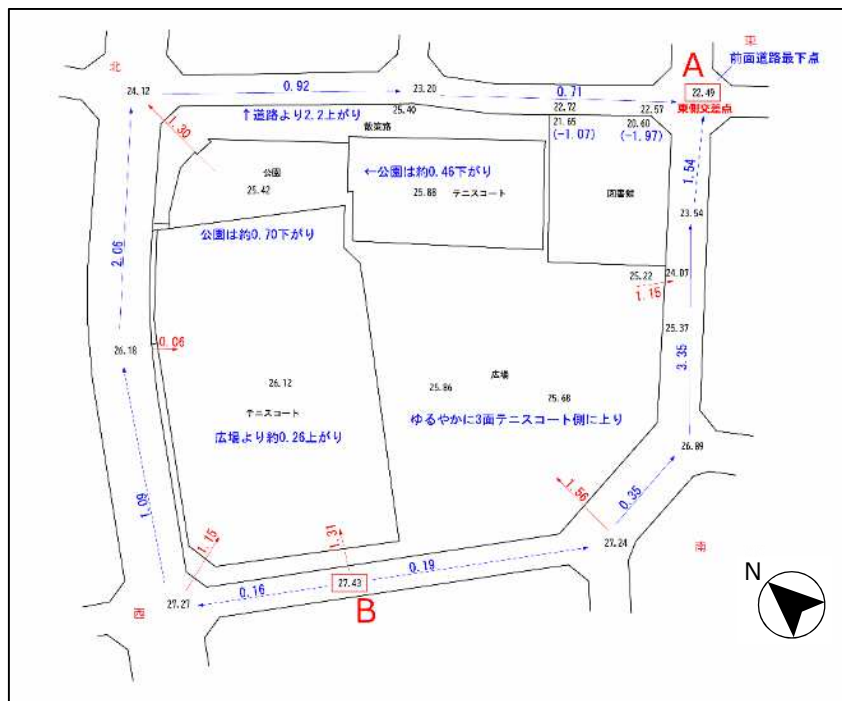 東
北
A
前面道路最下点
24.12
0.92
23.20
0.71
22.49
東側交差点
25.40
22.72
22.57
↑道路より2.2上がり
散策路
21.65
(-1.07)
20.60
(-1.97)
1.30
公園
25.42
←公園は約0.46下がり
25.88
テニスコート
図書館
1.54
23.54
公園は約0.70下がり
2.06
25.22
24.07
1.15
25.37
0.06
26.18
3.35
26.12
広場
25.86
25.68
テニスコート
広場より約0.26上がり
ゆるやかに3面テニスコート側に上り
26.89
1.09
1.56
0.35
1.15
1.31
27.24
南
27.43
0.19
0.16
27.27
西
B
N